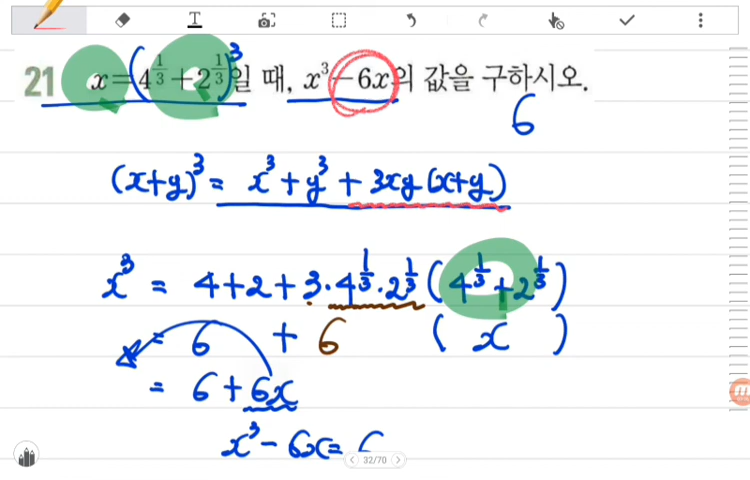 21 x=(4^{1/3}+2^{1/3})^3일 때, x^3-6x의 값을 구하시오.
6
(x+y)^3 = x^3+y^3+3xy(x+y)
x^3 = 4+2+3·4^{1/3}·2^{1/3}(4^{1/3}+2^{1/3})
= 6 + 6 ( x )
= 6+6x
x^3-6x= 6
32/70